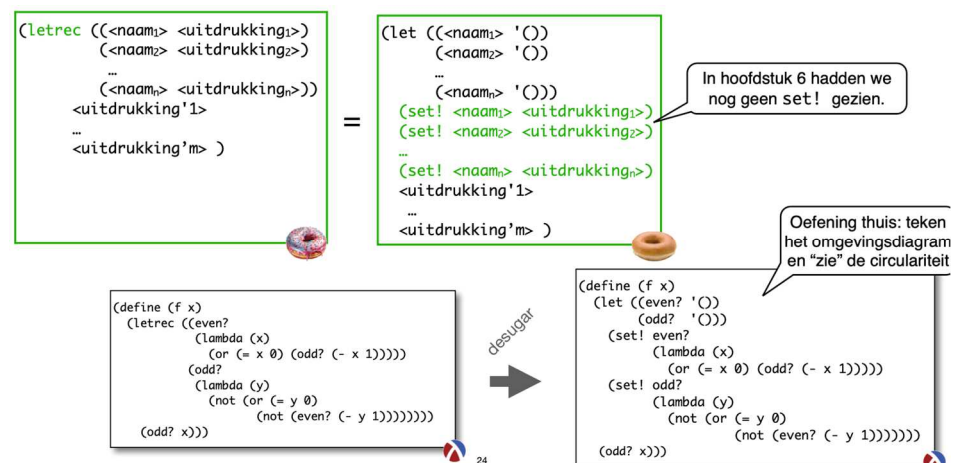 (letrec ((<naam₁> <uitdrukking₁>)
(<naam₂> <uitdrukking₂>)
…
(<naamₙ> <uitdrukkingₙ>))
<uitdrukking'1>
…
<uitdrukking’m> )
=
(let ((<naam₁> '())
(<naam₂> '())
…
(<naamₙ> '()))
(set! <naam₁> <uitdrukking₁>)
(set! <naam₂> <uitdrukking₂>)
…
(set! <naamₙ> <uitdrukkingₙ>)
<uitdrukking'1>
…
<uitdrukking’m> )
In hoofdstuk 6 hadden we
nog geen set! gezien.
Oefening thuis: teken
het omgevingsdiagram
en “zie” de circulariteit
(define (f x)
(letrec ((even?
(lambda (x)
(or (= x 0) (odd? (- x 1)))))
(odd?
(lambda (y)
(not (or (= y 0)
(not (even? (- y 1))))))))
(odd? x)))
desugar
(define (f x)
(let ((even? '())
(odd? '()))
(set! even?
(lambda (x)
(or (= x 0) (odd? (- x 1)))))
(set! odd?
(lambda (y)
(not (or (= y 0)
(not (even? (- y 1)))))))
(odd? x)))
24